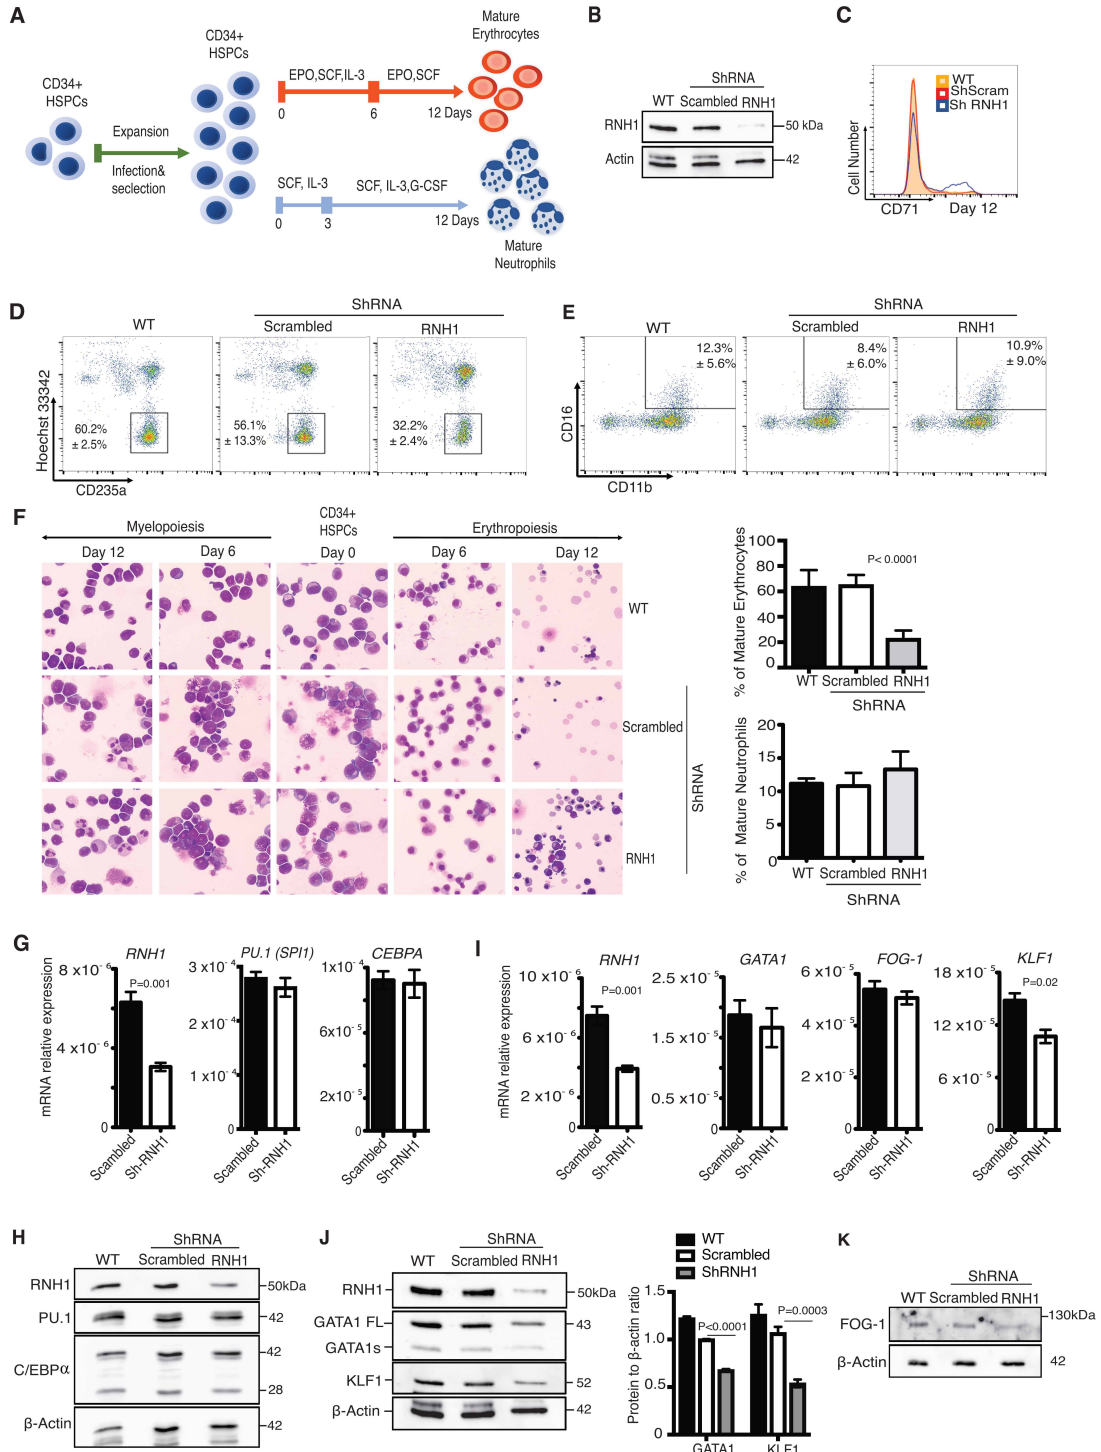 A
CD34+
HSPCs
Expansion
Infection&
seclection
CD34+
HSPCs
EPO,SCF,IL-3
EPO,SCF
0
6
12 Days
Mature
Erythrocytes
SCF, IL-3
SCF, IL-3,G-CSF
0
3
12 Days
Mature
Neutrophils
B
ShRNA
WT
Scambled
RNH1
RNH1
50 kDa
Actin
42
C
WT
ShScram
Sh RNH1
Cell Number
CD71
Day 12
D
ShRNA
WT
Scrambled
RNH1
Hoechst 33342
60.2%
± 2.5%
56.1%
± 13.3%
32.2%
± 2.4%
CD235a
E
ShRNA
WT
Scrambled
RNH1
CD16
12.3%
± 5.6%
8.4%
± 6.0%
10.9%
± 9.0%
CD11b
F
Myelopoiesis
CD34+
HSPCs
Erythropoiesis
Day 12
Day 6
Day 0
Day 6
Day 12
WT
Scrambled
RNH1
ShRNA
% of Mature Erythrocytes
100
80
60
40
20
0
P< 0.0001
WT
Scrambled
RNH1
ShRNA
% of Mature Neutrophils
20
15
10
5
0
WT
Scrambled
RNH1
ShRNA
G
mRNA relative expression
RNH1
8 x10⁻⁶
4 x10⁻⁶
0
P=0.001
Scambled
Sh-RNH1
PU.1 (SPI1)
3 x10⁻⁴
2 x10⁻⁴
1 x10⁻⁴
0
Scambled
Sh-RNH1
CEBPA
1x10⁻⁴
6x10⁻⁵
2x10⁻⁵
0
Scambled
Sh-RNH1
I
mRNA relative expression
RNH1
10 x10⁻⁶
6 x10⁻⁶
2 x10⁻⁶
0
P=0.001
Scambled
Sh-RNH1
GATA1
2.5x10⁻⁵
1.5x10⁻⁵
0.5x10⁻⁵
0
Scambled
Sh-RNH1
FOG-1
6 x10⁻⁵
4 x10⁻⁵
2 x10⁻⁵
0
Scambled
Sh-RNH1
KLF1
18 x10⁻⁵
12 x10⁻⁵
6 x10⁻⁵
0
P=0.02
Scambled
Sh-RNH1
H
ShRNA
WT
Scrambled
RNH1
RNH1
50kDa
PU.1
42
C/EBPα
42
28
β-Actin
42
J
ShRNA
WT
Scrambled
RNH1
RNH1
50kDa
GATA1 FL
43
GATA1s
KLF1
52
β-Actin
42
WT
Scrambled
ShRNH1
Protein to β-actin ratio
1.5
1.0
0.5
0
P<0.0001
P=0.0003
GATA1
KLF1
K
ShRNA
WT
Scrambled
RNH1
FOG-1
130kDa
β-Actin
42